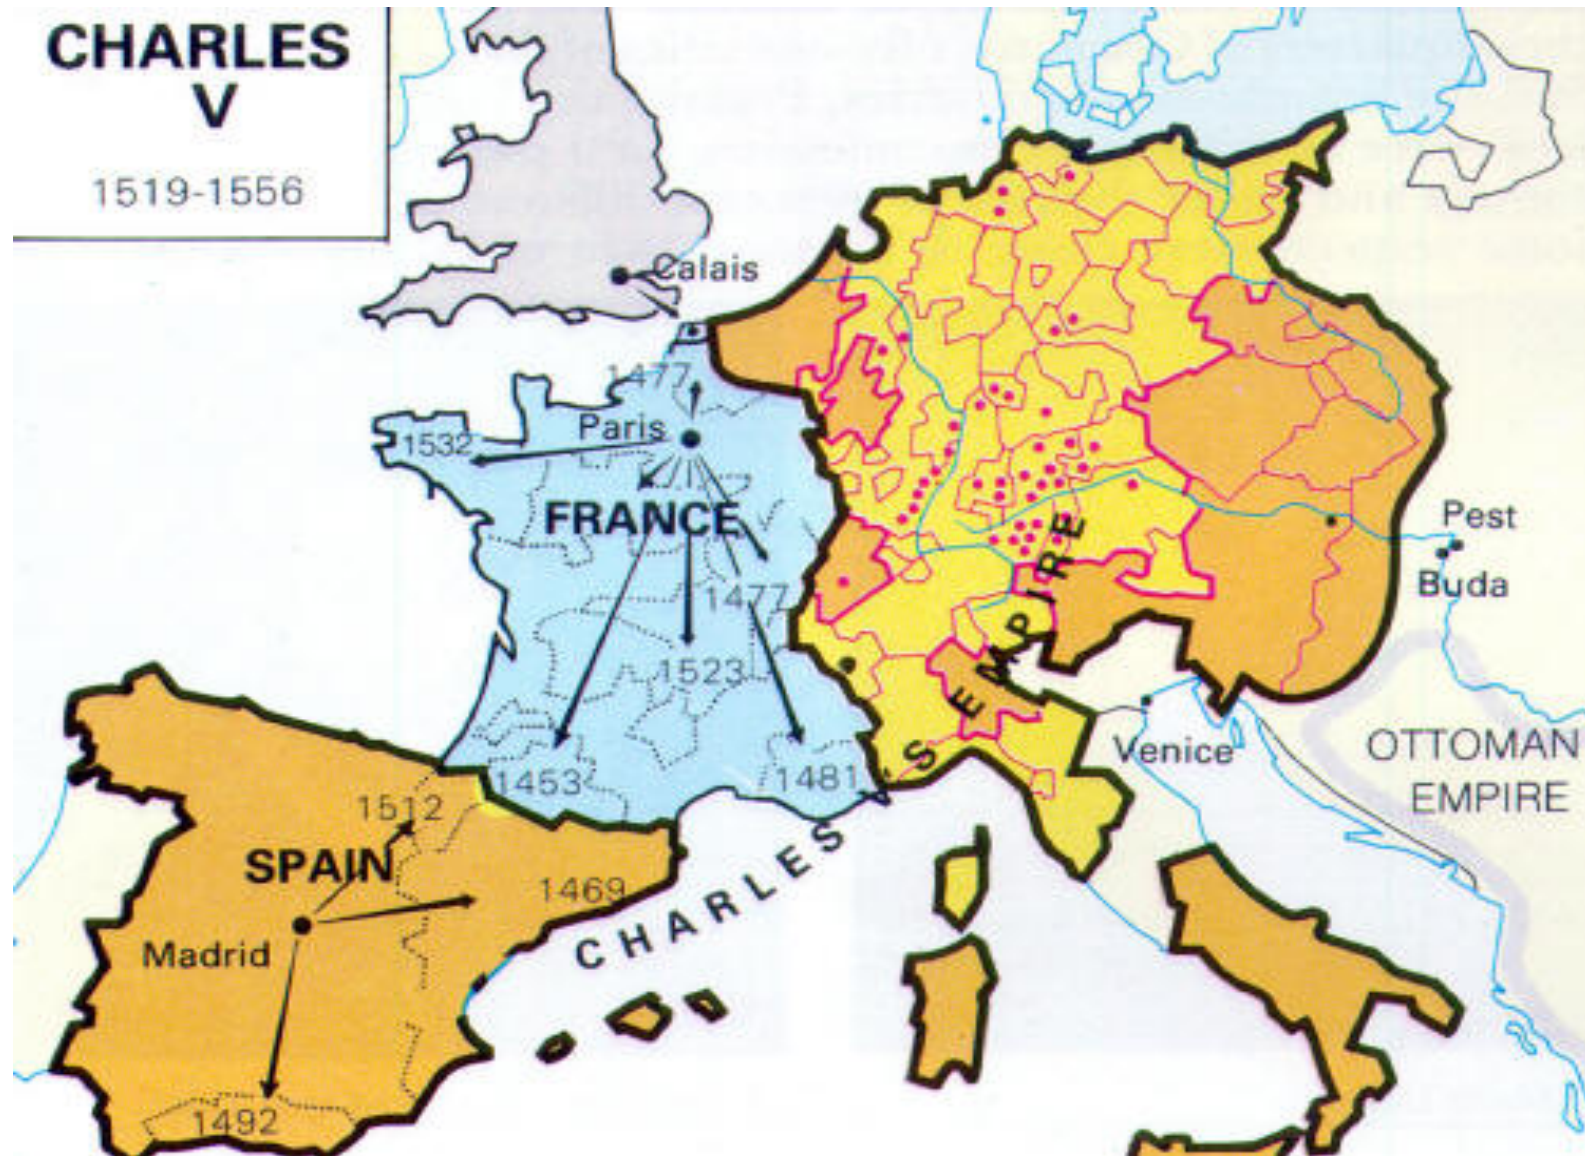 CHARLES
V
1519-1556
Calais
1477
Paris
1532
FRANCE
1477
1523
1453
1481
1512
SPAIN
1469
Madrid
1492
CHARLES'S EMPIRE
Pest
Buda
Venice
OTTOMAN
EMPIRE